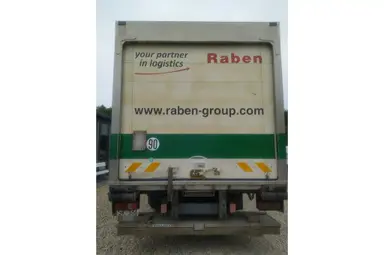 your partner
in logistics
Raben
www.raben-group.com
90